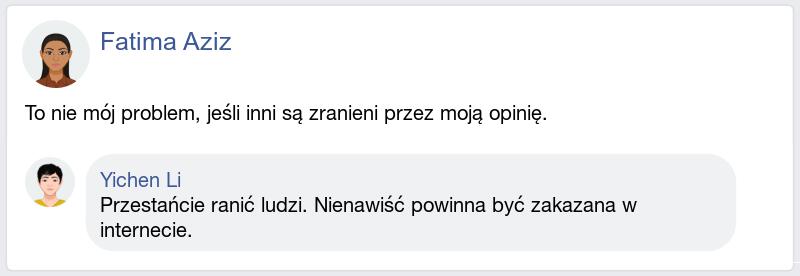 Fatima Aziz
To nie mój problem, jeśli inni są zranieni przez moją opinię.
Yichen Li
Przestańcie ranić ludzi. Nienawiść powinna być zakazana w
internecie.